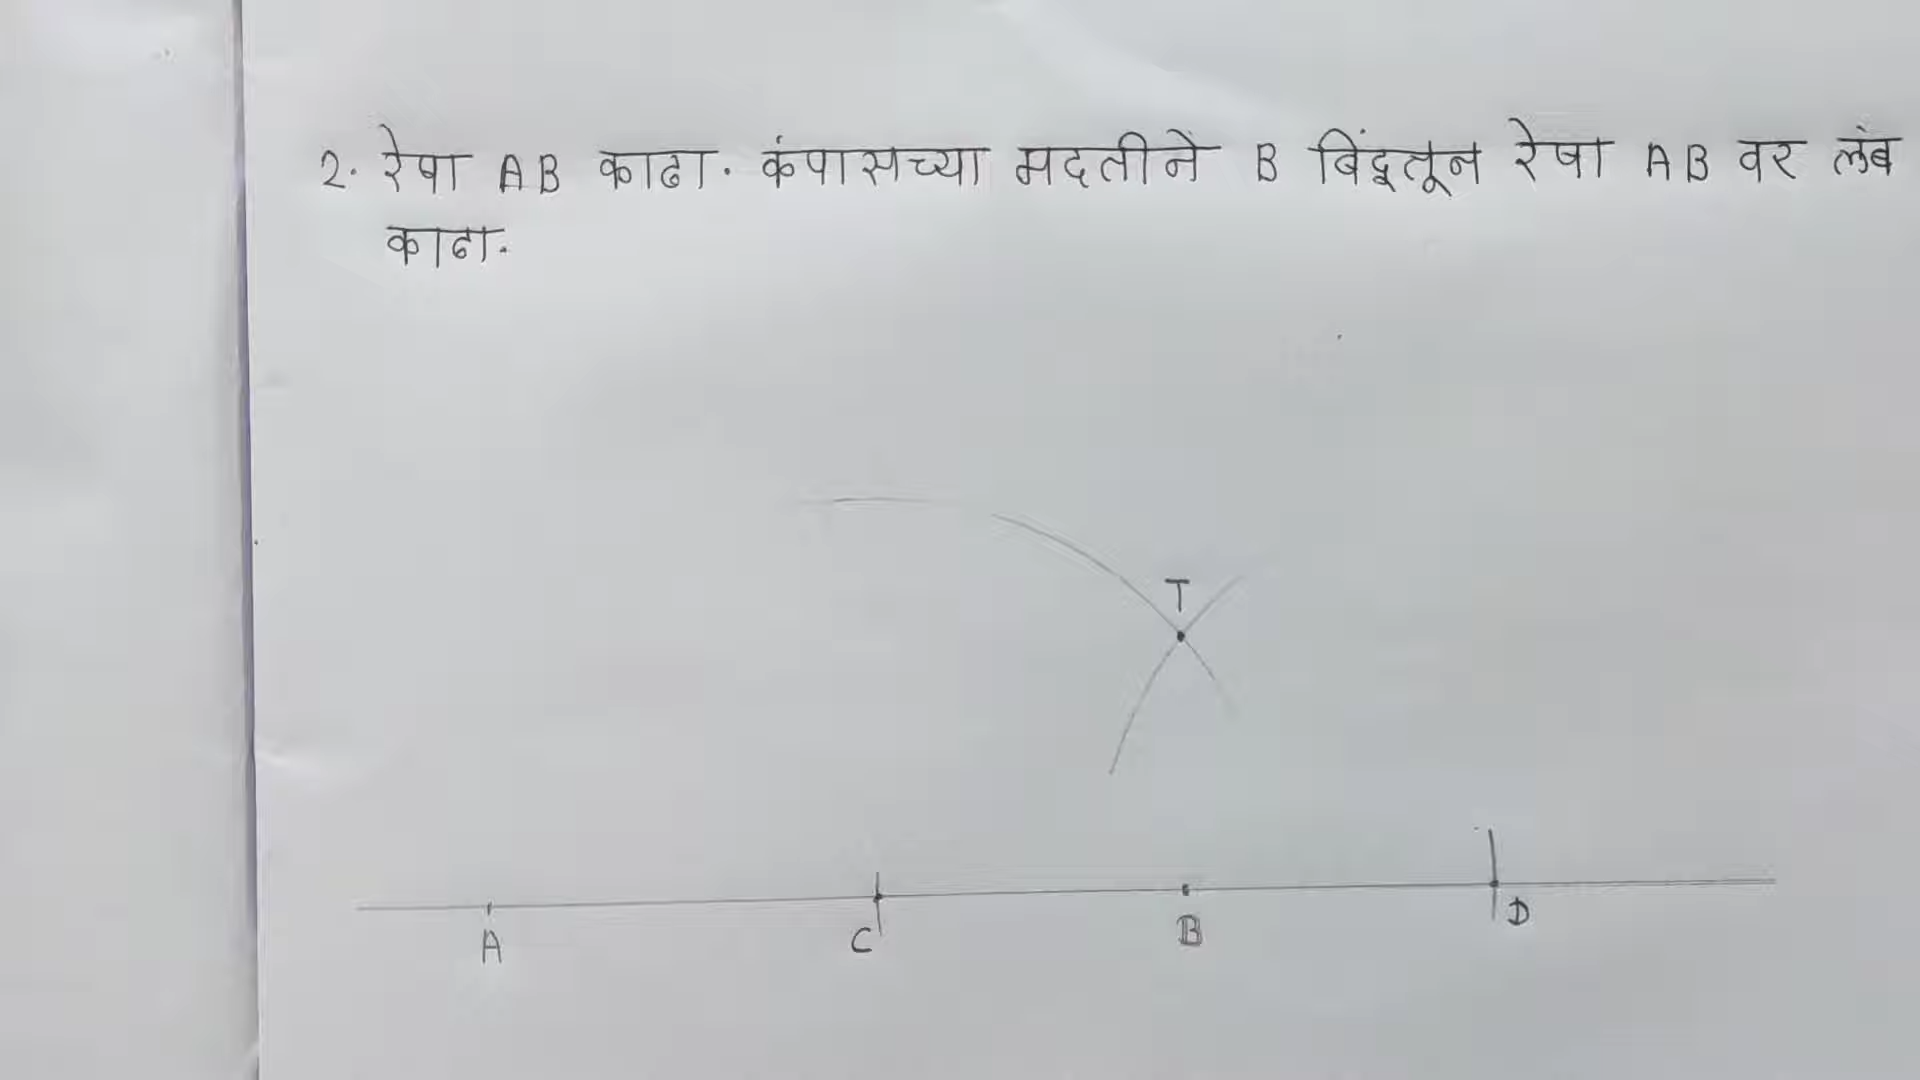 2. रेषा AB काढा. कंपासच्या मदतीने B बिंदूतून रेषा AB वर लंब
काढा.
T
A C B D